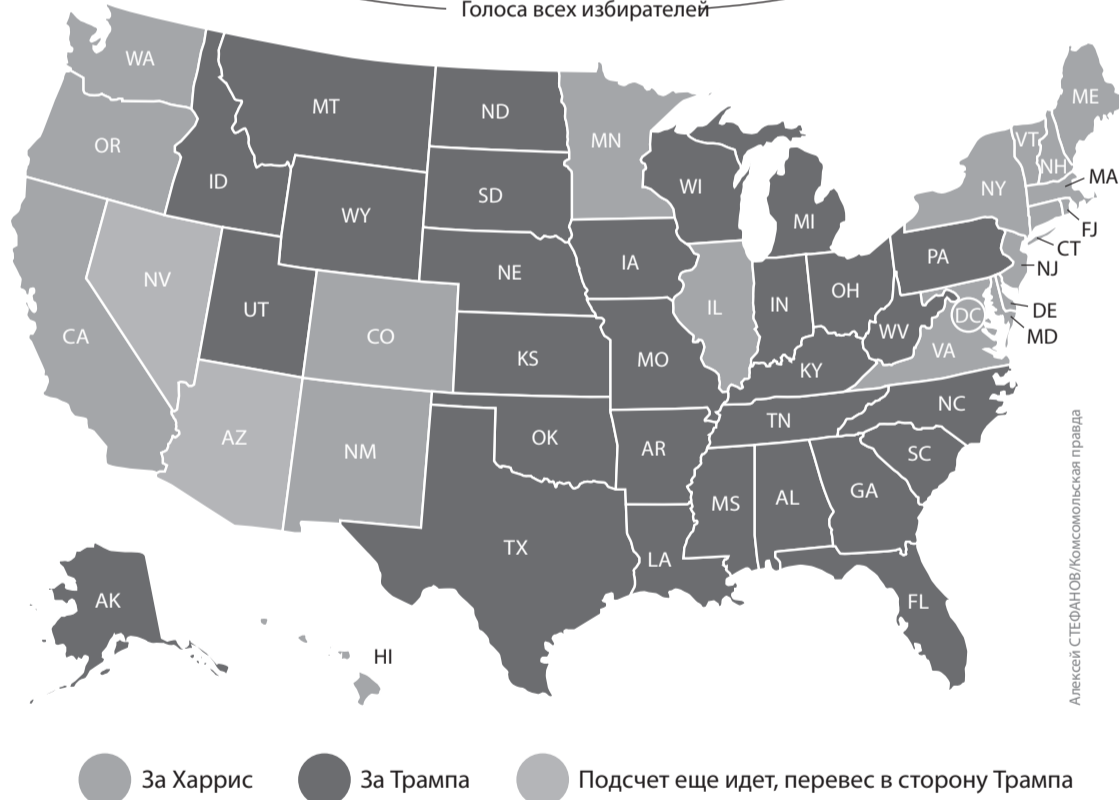 Голоса всех избирателей
WA
MT
ND
MN
ME
OR
ID
SD
WI
VT
NH
MA
WY
MI
NY
FJ
CT
NV
NE
IA
PA
NJ
UT
IL
IN
OH
DC
DE
MD
CA
CO
KS
MO
WV
VA
KY
AZ
NM
OK
AR
TN
NC
SC
MS
AL
GA
TX
LA
AK
FL
HI
Алексей СТЕФАНОВ/Комсомольская правда
За Харрис
За Трампа
Подсчет еще идет, перевес в сторону Трампа